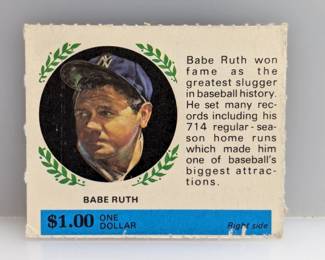 Babe Ruth won
fame as the
greatest slugger
in baseball history.
He set many rec-
ords including his
714 regular-sea-
son home runs
which made him
one of baseball's
biggest attrac-
tions.
NY
BABE RUTH
$1.00 ONE
DOLLAR
Right side